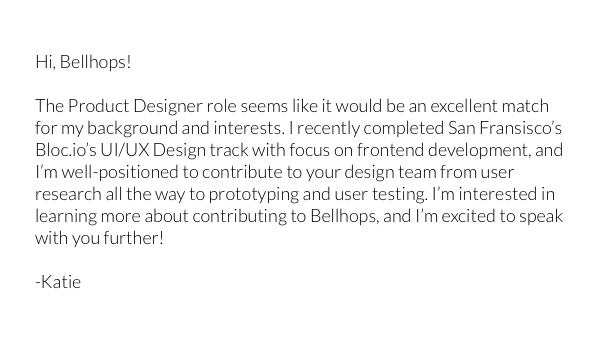 Hi, Bellhops!
The Product Designer role seems like it would be an excellent match
for my background and interests. I recently completed San Fransisco's
Bloc.io's UI/UX Design track with focus on frontend development, and
I'm well-positioned to contribute to your design team from user
research all the way to prototyping and user testing. I'm interested in
learning more about contributing to Bellhops, and I'm excited to speak
with you further!
-Katie